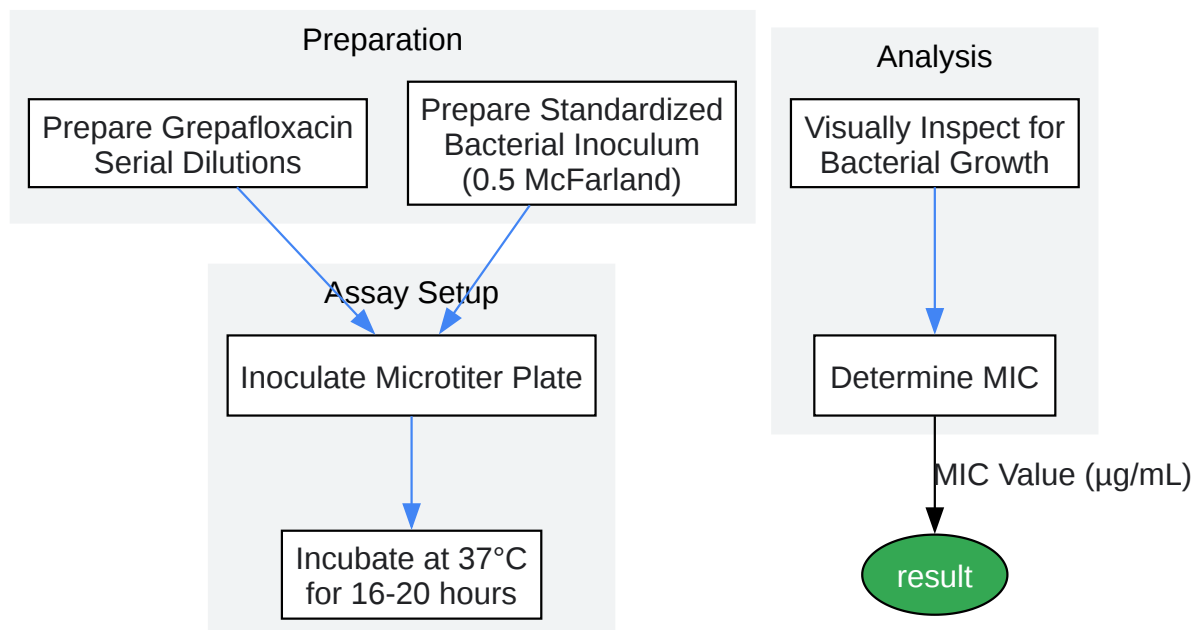 Preparation
Prepare Grepafloxacin
Serial Dilutions
Prepare Standardized
Bacterial Inoculum
(0.5 McFarland)
Assay Setup
Inoculate Microtiter Plate
Incubate at 37°C
for 16-20 hours
Analysis
Visually Inspect for
Bacterial Growth
Determine MIC
MIC Value (µg/mL)
result